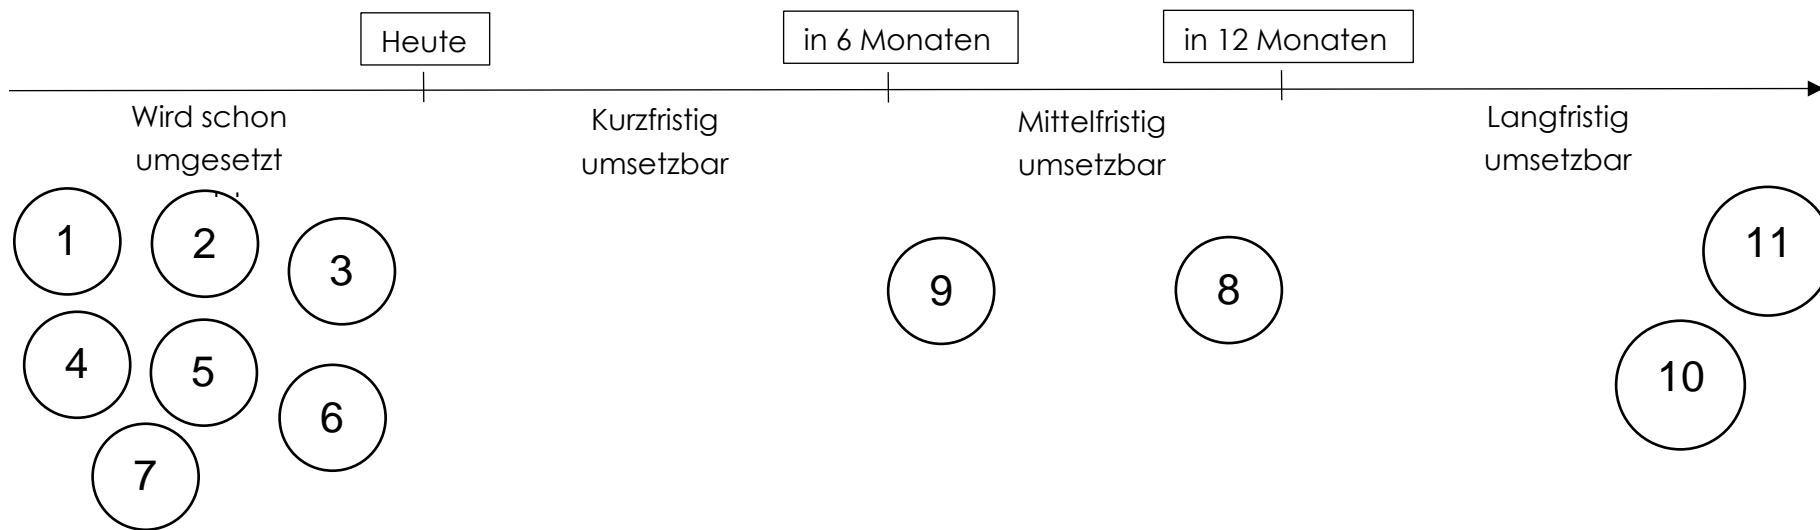 Heute
in 6 Monaten
in 12 Monaten
Wird schon
umgesetzt
Kurzfristig
umsetzbar
Mittelfristig
umsetzbar
Langfristig
umsetzbar
1
2
3
9
8
11
4
5
6
10
7